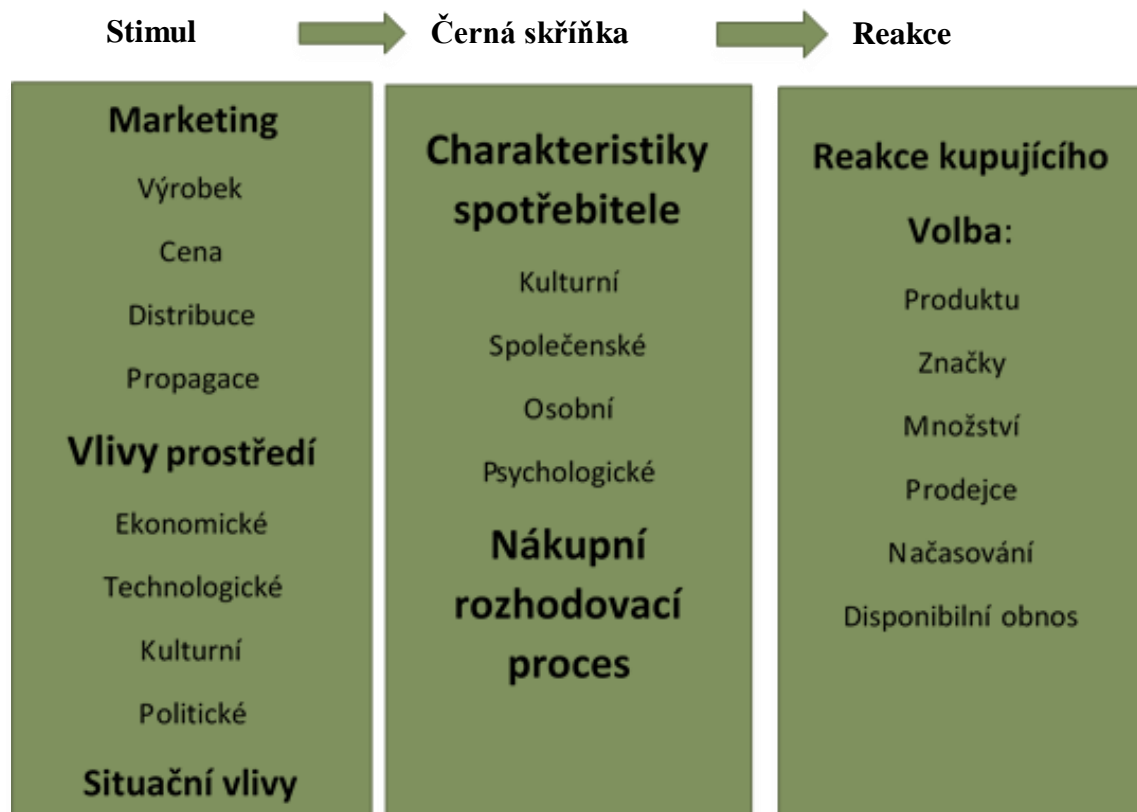 Stimul
Černá skříňka
Reakce
Marketing
Výrobek
Cena
Distribuce
Propagace
Vlivy prostředí
Ekonomické
Technologické
Kulturní
Politické
Situační vlivy
Charakteristiky
spotřebitele
Kulturní
Společenské
Osobní
Psychologické
Nákupní
rozhodovací
proces
Reakce kupujícího
Volba:
Produktu
Značky
Množství
Prodejce
Načasování
Disponibilní obnos